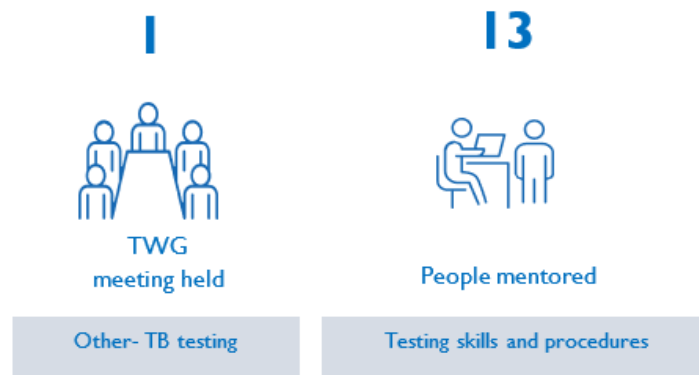 1
13
TWG
meeting held
People mentored
Other- TB testing
Testing skills and procedures